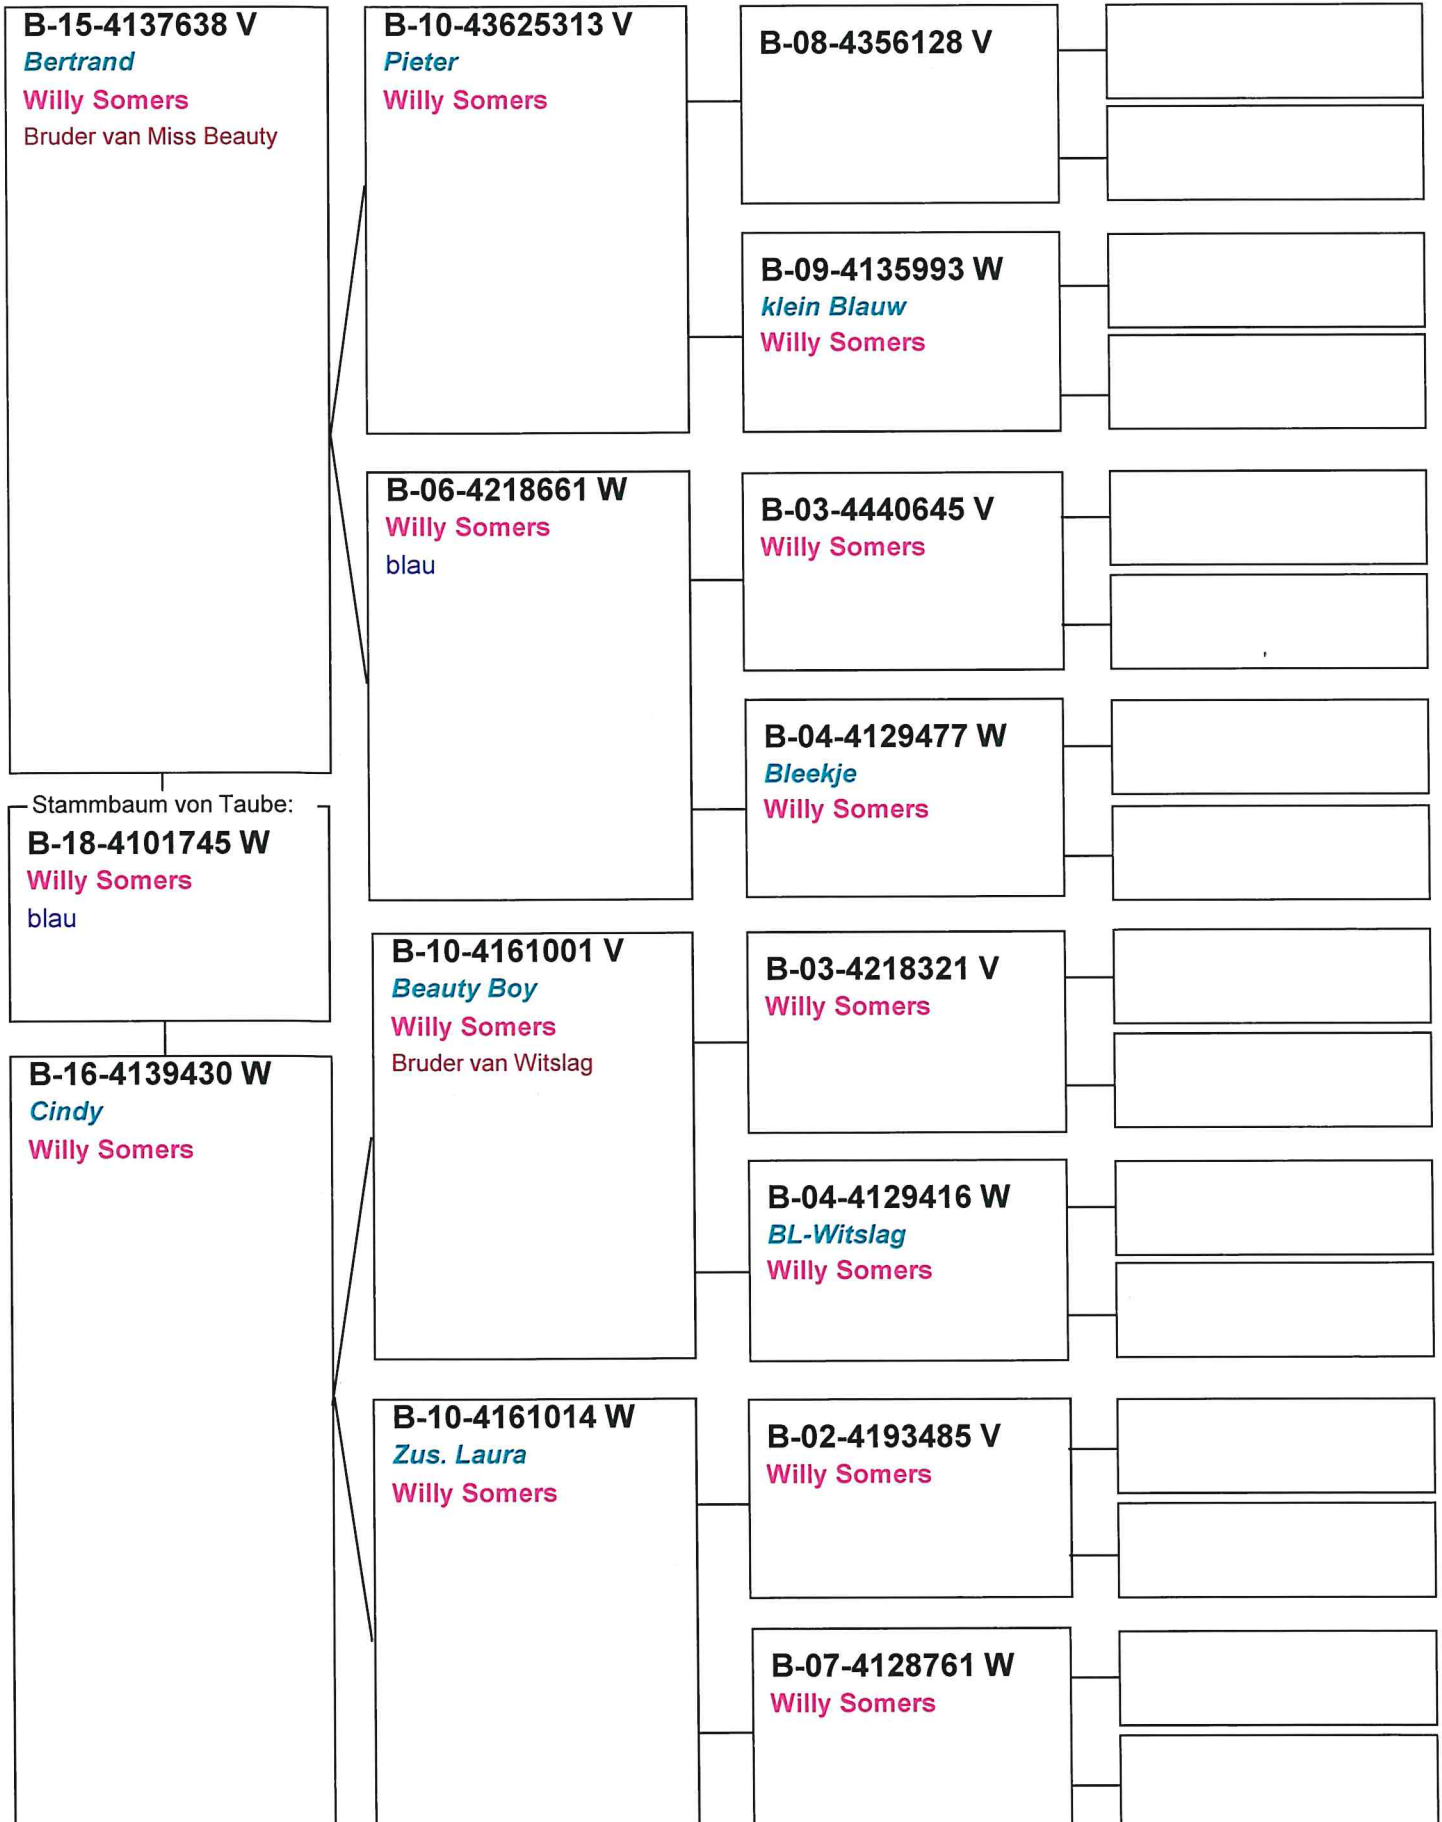 B-15-4137638 V
Bertrand
Willy Somers
Bruder van Miss Beauty
Stammbaum von Taube:
B-18-4101745 W
Willy Somers
blau
B-16-4139430 W
Cindy
Willy Somers
B-10-43625313 V
Pieter
Willy Somers
B-06-4218661 W
Willy Somers
blau
B-10-4161001 V
Beauty Boy
Willy Somers
Bruder van Witslag
B-10-4161014 W
Zus. Laura
Willy Somers
B-08-4356128 V
B-09-4135993 W
klein Blauw
Willy Somers
B-03-4440645 V
Willy Somers
B-04-4129477 W
Bleekje
Willy Somers
B-03-4218321 V
Willy Somers
B-04-4129416 W
BL-Witslag
Willy Somers
B-02-4193485 V
Willy Somers
B-07-4128761 W
Willy Somers